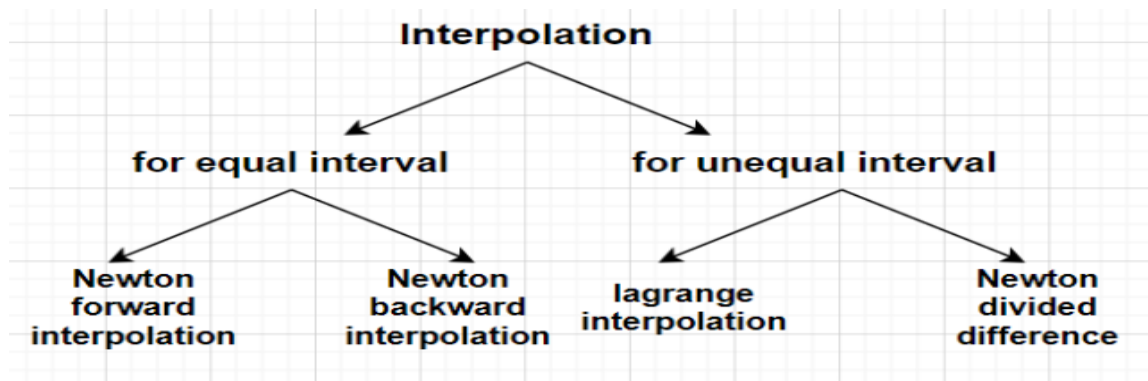 Interpolation
for equal interval
for unequal interval
Newton
forward
interpolation
Newton
backward
interpolation
lagrange
interpolation
Newton
divided
difference